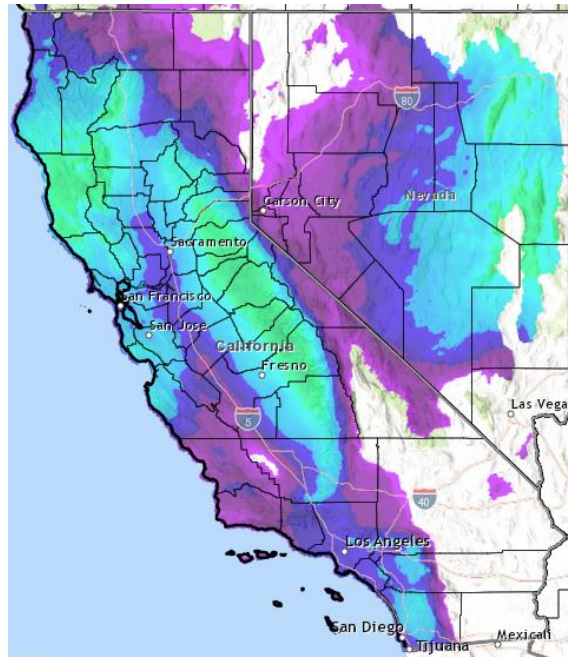 80
Nevada
Carson City
Sacramento
San Francisco
San Jose
California
Fresno
Las Vega
5
40
Los Angeles
San Diego
Tijuana
Mexicali